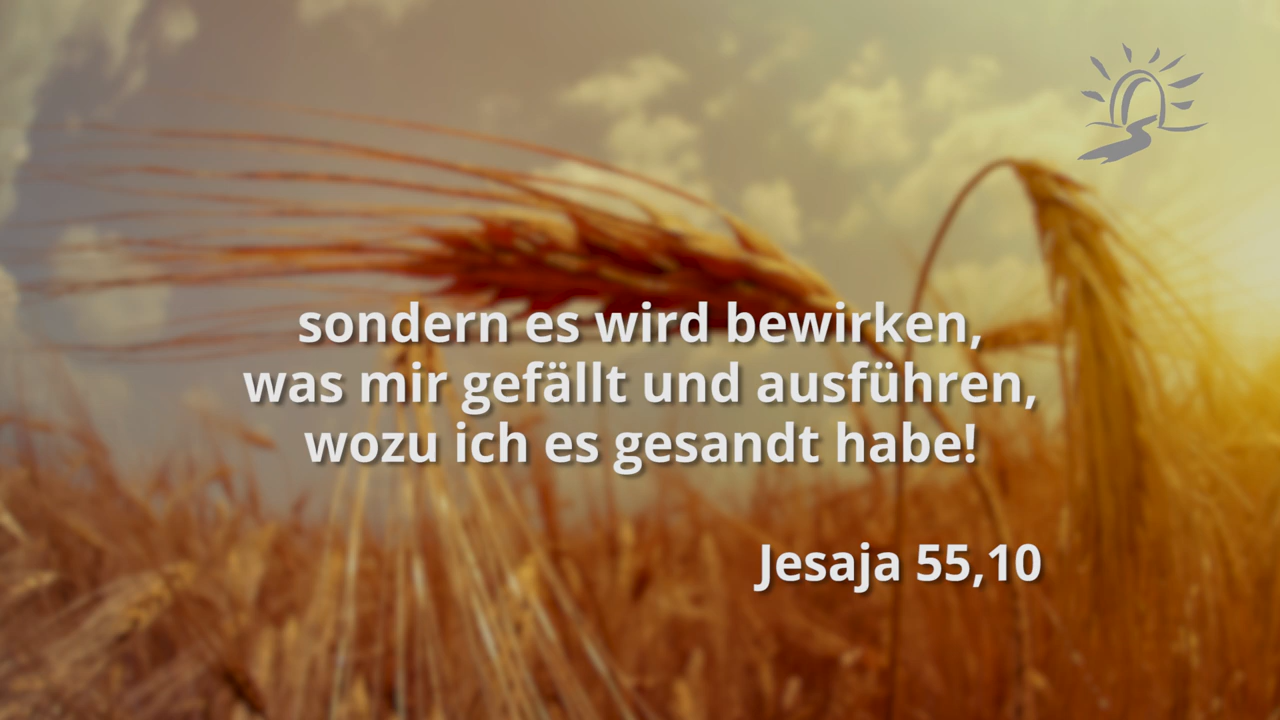 sondern es wird bewirken,
was mir gefällt und ausführen,
wozu ich es gesandt habe!
Jesaja 55,10